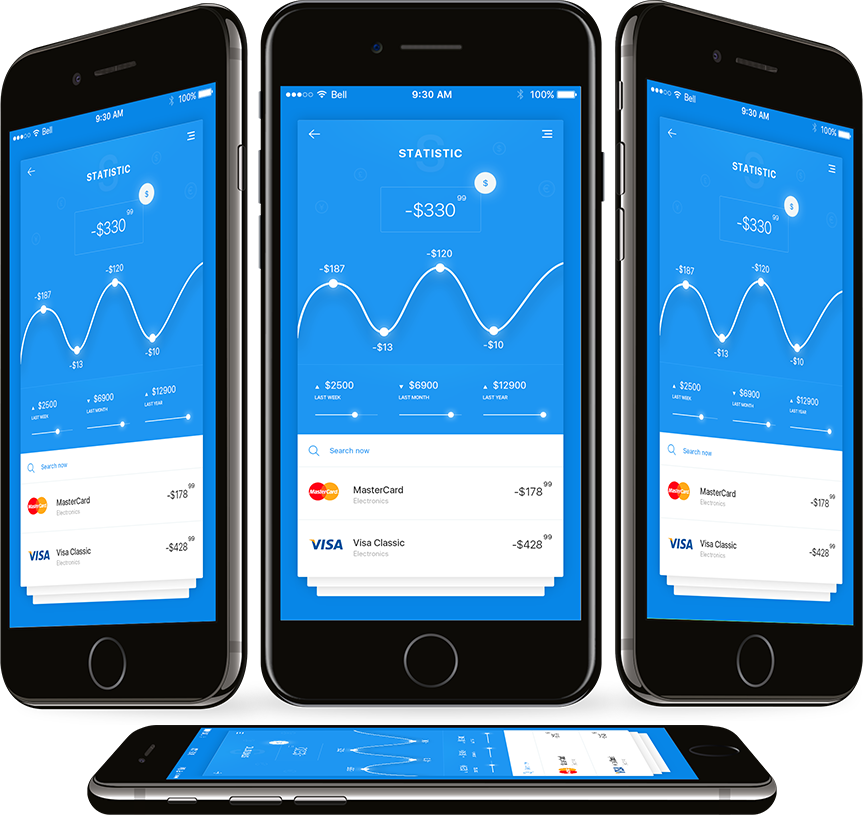 Bell 9:30 AM 100%
STATISTIC
$
-$330 99
-$187
-$120
-$13
-$10
$2500
LAST WEEK
$6900
LAST MONTH
$12900
LAST YEAR
Search now
MasterCard
MasterCard
Electronics
-$178 99
VISA
Visa Classic
Electronics
-$428 99
Bell 9:30 AM 100%
STATISTIC
S
$
-$330 99
-$120
-$187
-$13
-$10
$2500
LAST WEEK
$6900
LAST MONTH
$12900
LAST YEAR
Search now
MasterCard
MasterCard
Electronics
-$178 99
VISA
Visa Classic
Electronics
-$428 99
Bell 9:30 AM 100%
STATISTIC
$
-$330 99
-$187
-$120
-$13
-$10
$2500
LAST WEEK
$6900
LAST MONTH
$12900
LAST YEAR
Search now
MasterCard
MasterCard
Electronics
-$178 99
VISA
Visa Classic
Electronics
-$428 99